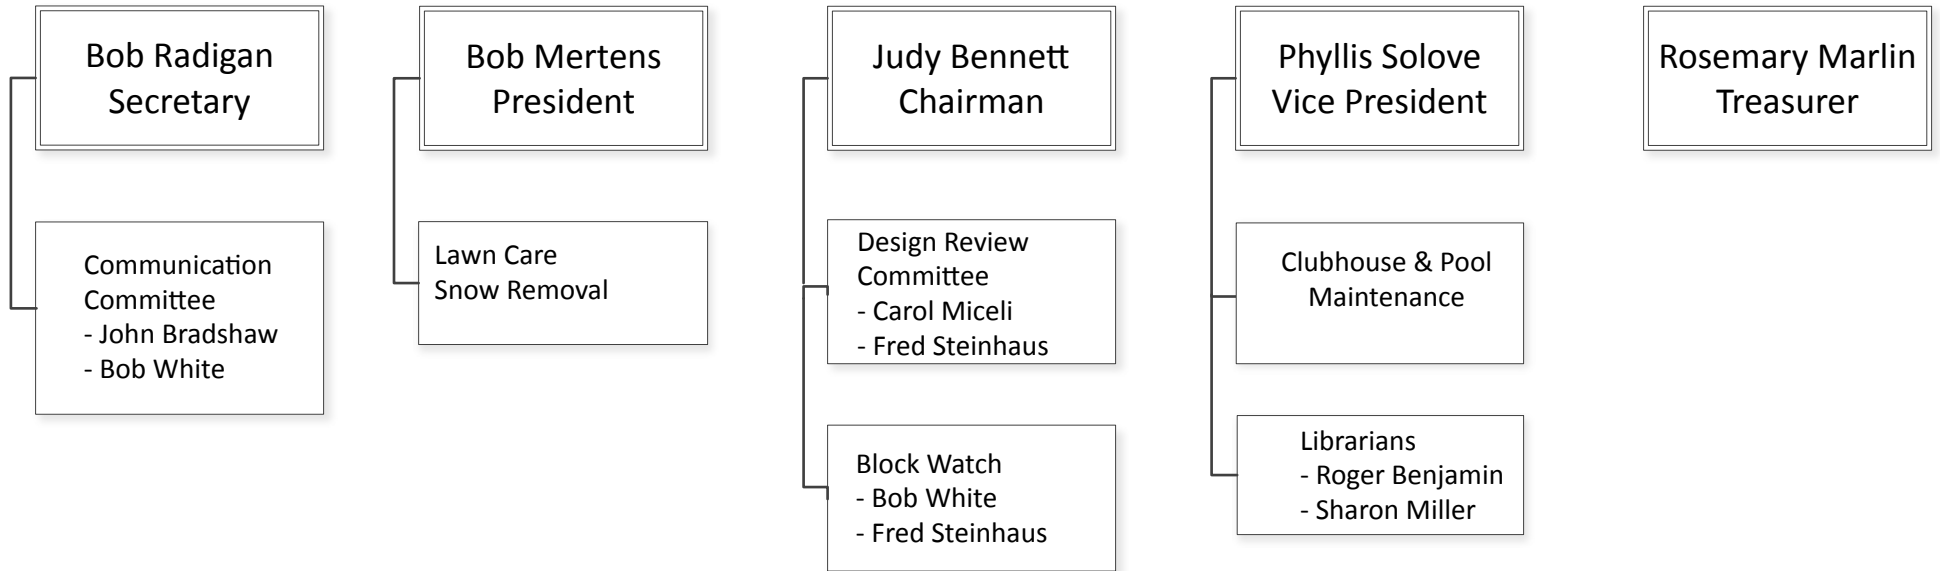 Bob Radigan
Secretary
Bob Mertens
President
Judy Bennett
Chairman
Phyllis Solove
Vice President
Rosemary Marlin
Treasurer
Communication
Committee
- John Bradshaw
- Bob White
Lawn Care
Snow Removal
Design Review
Committee
- Carol Miceli
- Fred Steinhaus
Clubhouse & Pool
Maintenance
Block Watch
- Bob White
- Fred Steinhaus
Librarians
- Roger Benjamin
- Sharon Miller